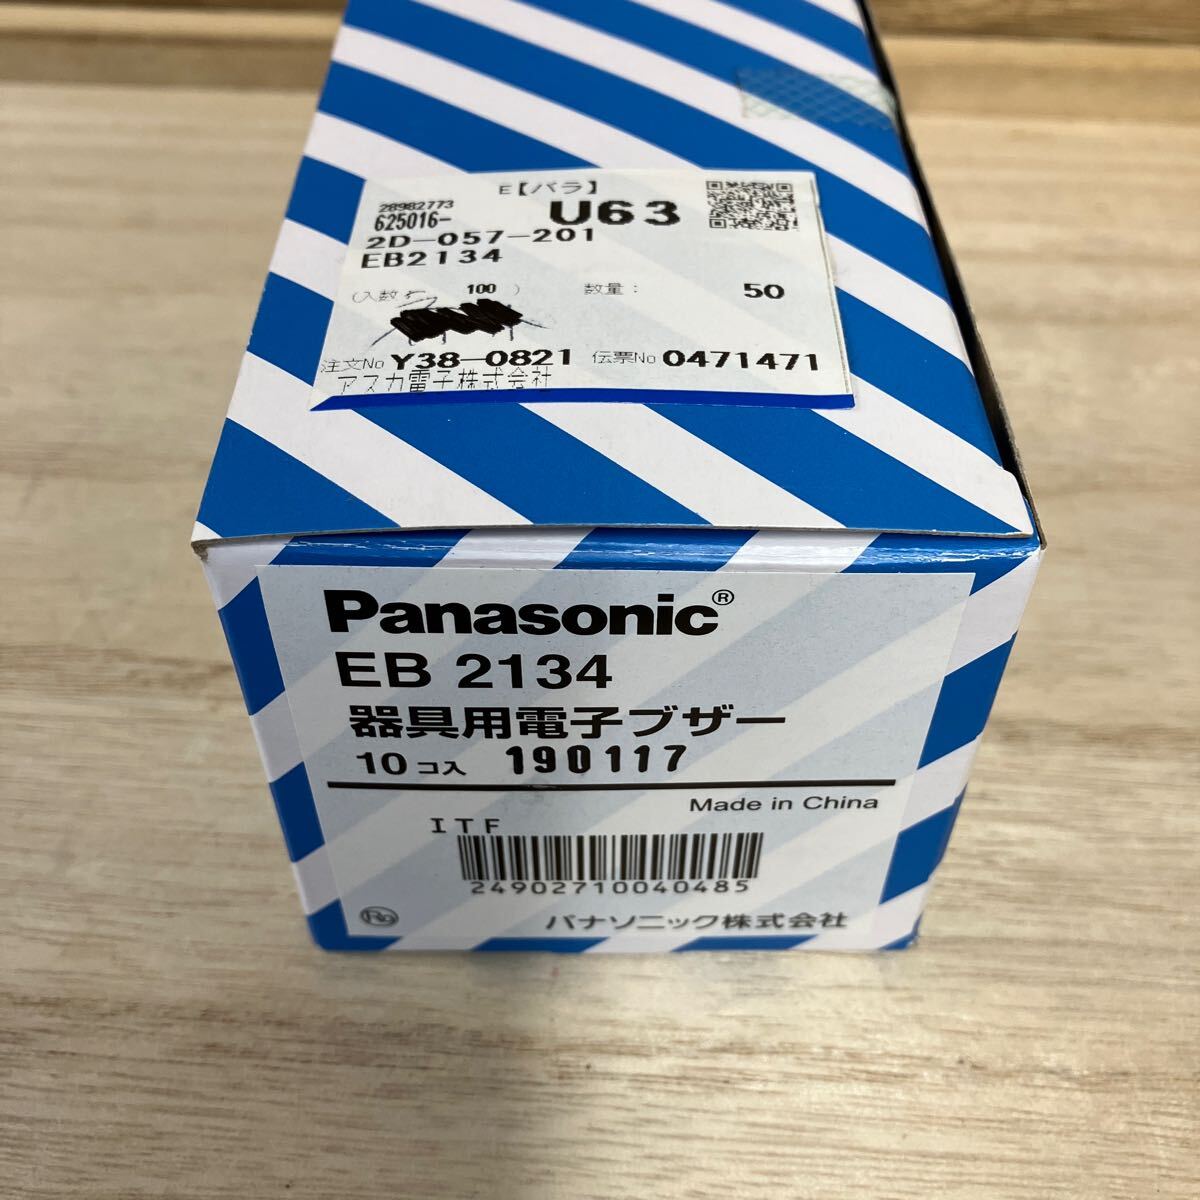 E【バラ】
28982773
625016-
U63
2D-057-201
EB2134
(入数 100 )
数量: 50
注文No Y38-0821 伝票No 0471471
アスカ電子株式会社
Panasonic®
EB 2134
器具用電子ブザー
10コ入 190117
Made in China
ITF
24902710040485
パナソニック株式会社